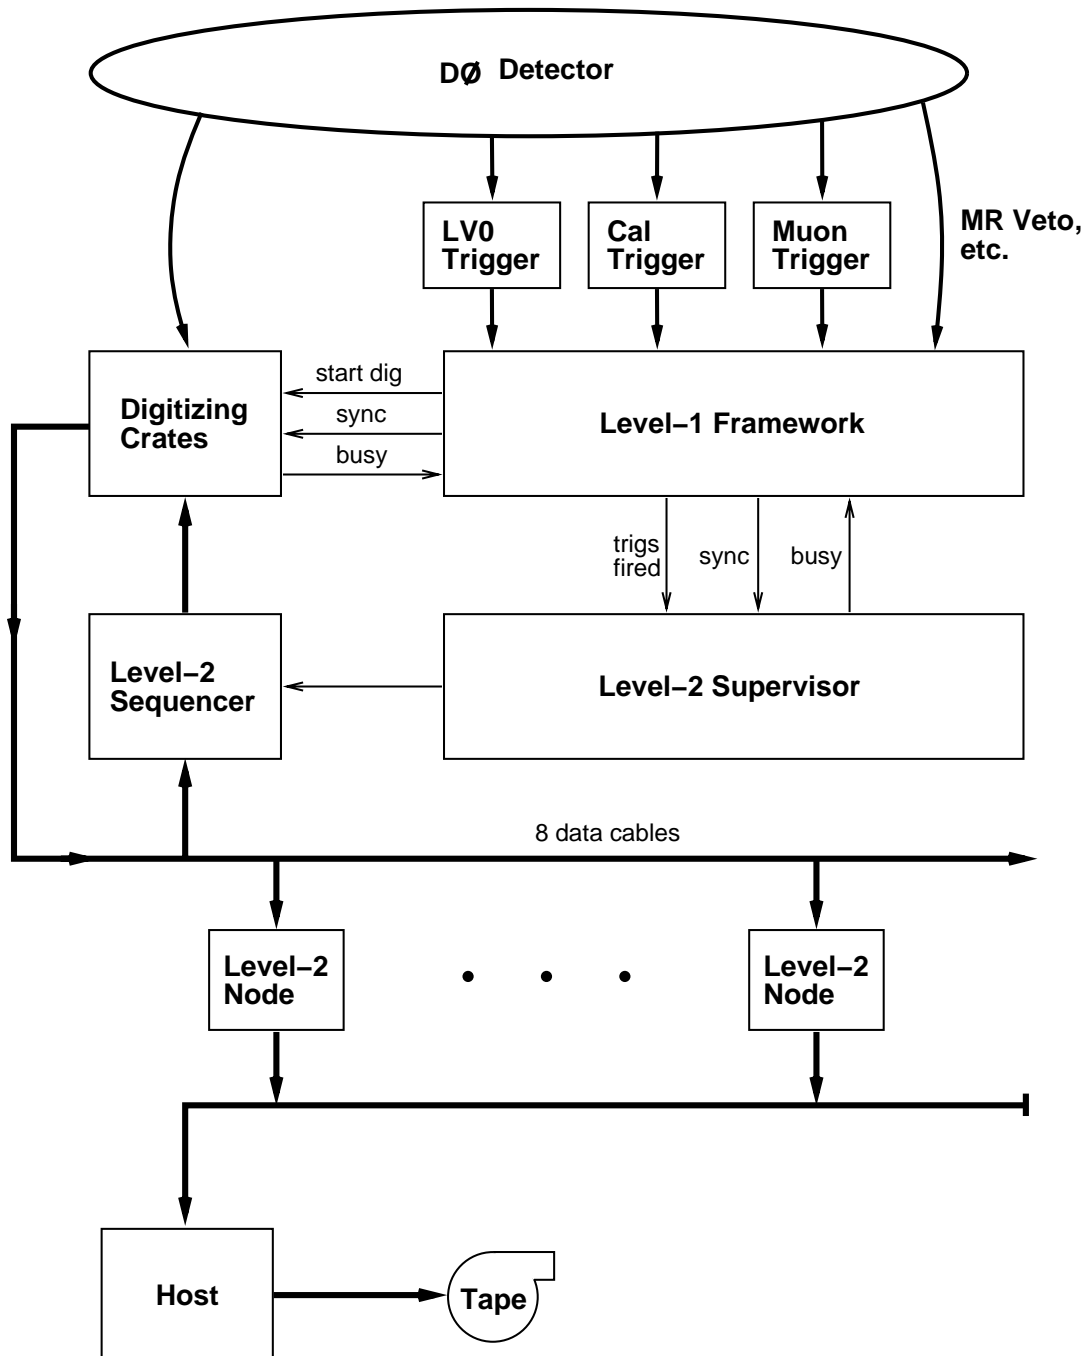 DØ Detector
LV0
Trigger
Cal
Trigger
Muon
Trigger
MR Veto,
etc.
Digitizing
Crates
start dig
sync
busy
Level–1 Framework
trigs
fired
sync
busy
Level–2
Sequencer
Level–2 Supervisor
8 data cables
Level–2
Node
Level–2
Node
Host
Tape